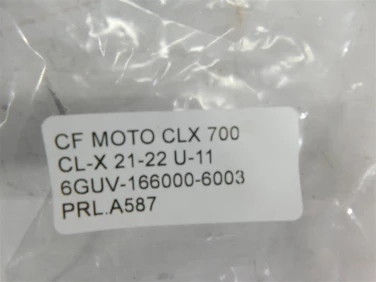 CF MOTO CLX 700
CL-X 21-22 U-11
6GUV-166000-6003
PRL.A587